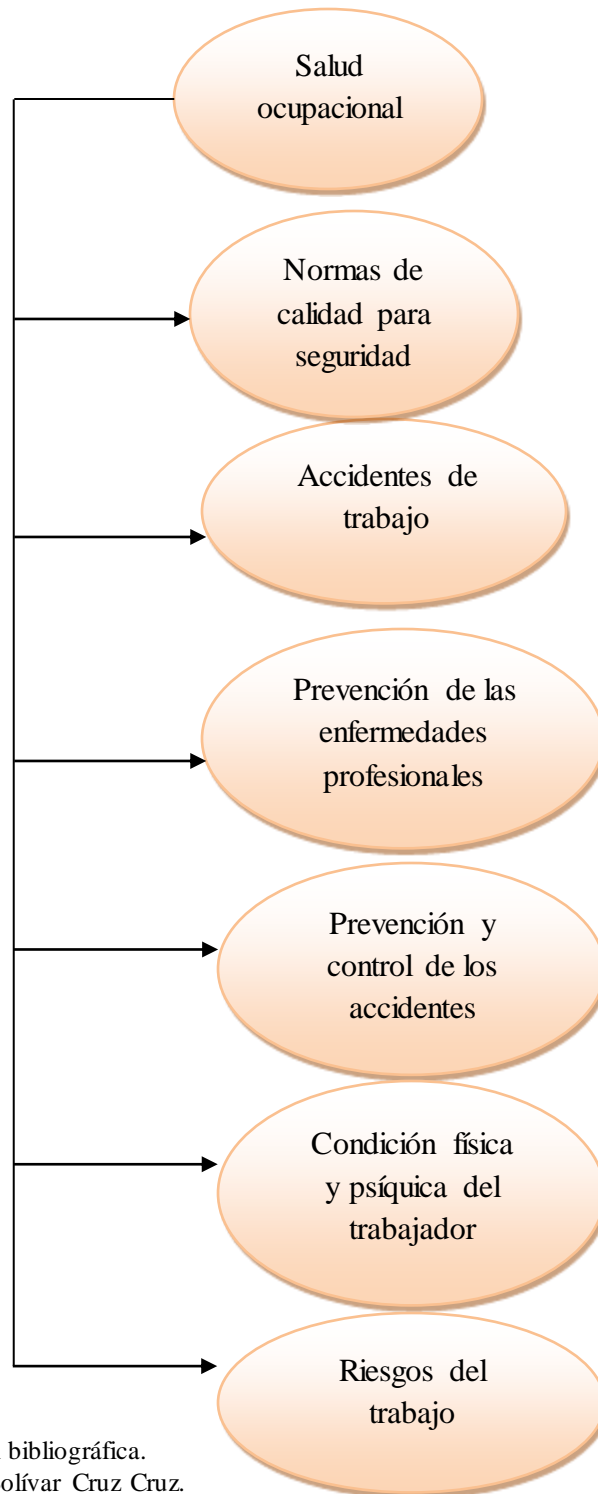 Salud
ocupacional
Normas de
calidad para
seguridad
Accidentes de
trabajo
Prevención de las
enfermedades
profesionales
Prevención y
control de los
accidentes
Condición física
y psíquica del
trabajador
Riesgos del
trabajo
bibliográfica.
Cruz Cruz.